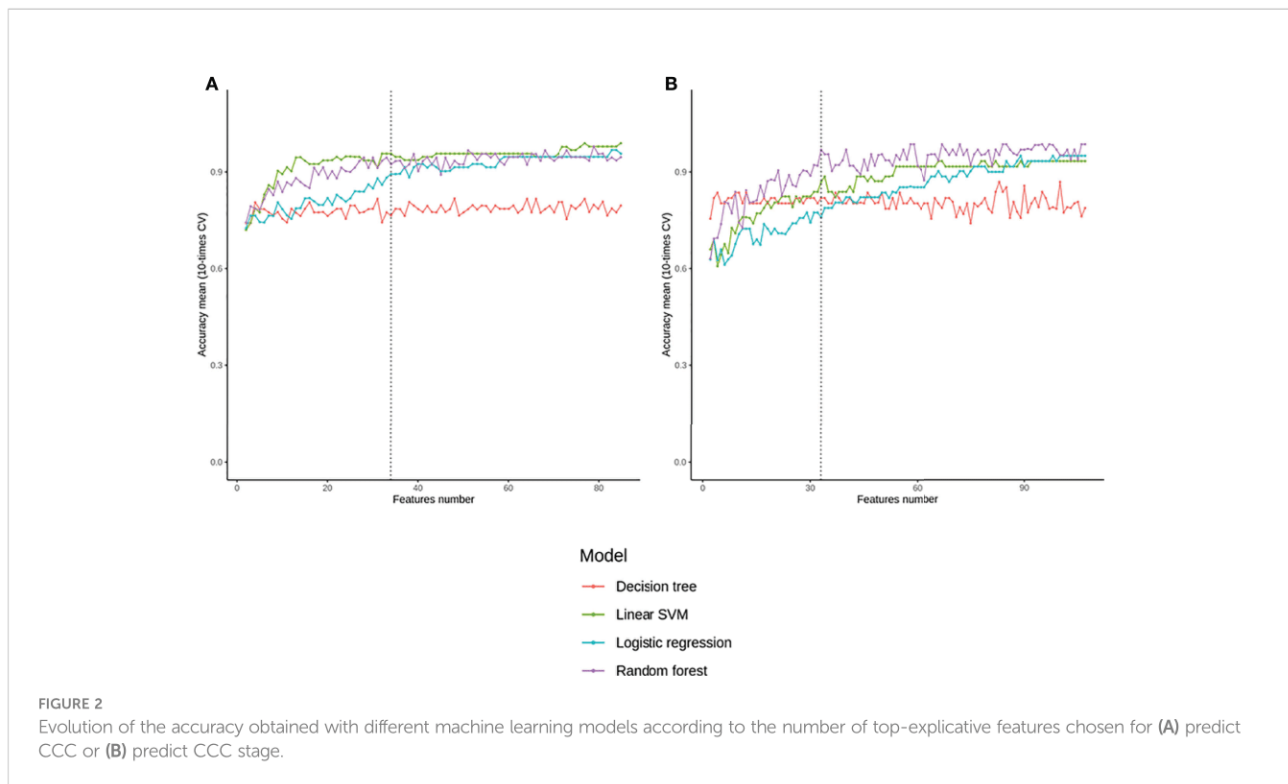 A
B
Accuracy mean (10-times CV)
0.9
0.6
0.3
0.0
0
20
40
60
80
Features number
Accuracy mean (10-times CV)
0.9
0.6
0.3
0.0
0
30
60
90
Features number
Model
Decision tree
Linear SVM
Logistic regression
Random forest
FIGURE 2
Evolution of the accuracy obtained with different machine learning models according to the number of top-explicative features chosen for (A) predict
CCC or (B) predict CCC stage.